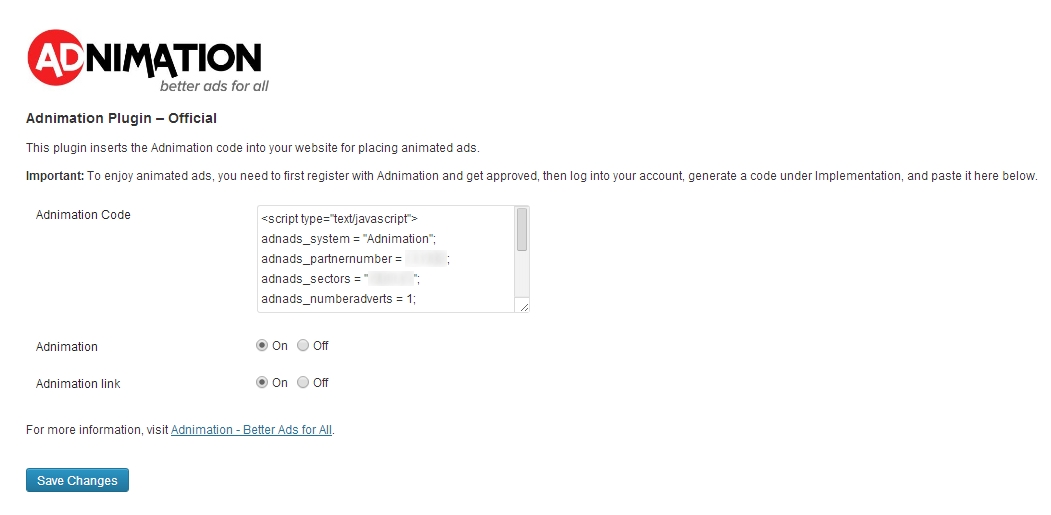 ADNIMATION
better ads for all
Adnimation Plugin – Official
This plugin inserts the Adnimation code into your website for placing animated ads.
Important: To enjoy animated ads, you need to first register with Adnimation and get approved, then log into your account, generate a code under Implementation, and paste it here below.
Adnimation Code
<script type="text/javascript">
adnads_system = "Adnimation";
adnads_partnernumber = ;
adnads_sectors = "";
adnads_numberadverts = 1;
Adnimation On Off
Adnimation link On Off
For more information, visit Adnimation - Better Ads for All.
Save Changes